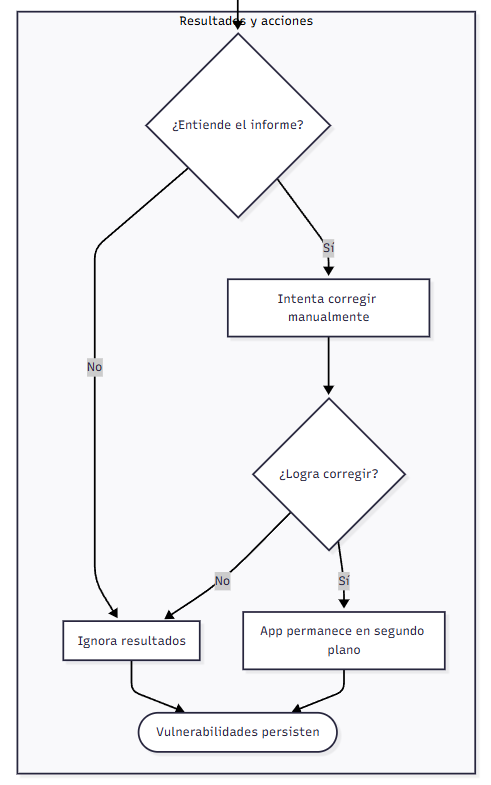 Resultados y acciones
¿Entiende el informe?
Sí
Intenta corregir
manualmente
No
¿Logra corregir?
No
Sí
Ignora resultados
App permanece en segundo
plano
Vulnerabilidades persisten